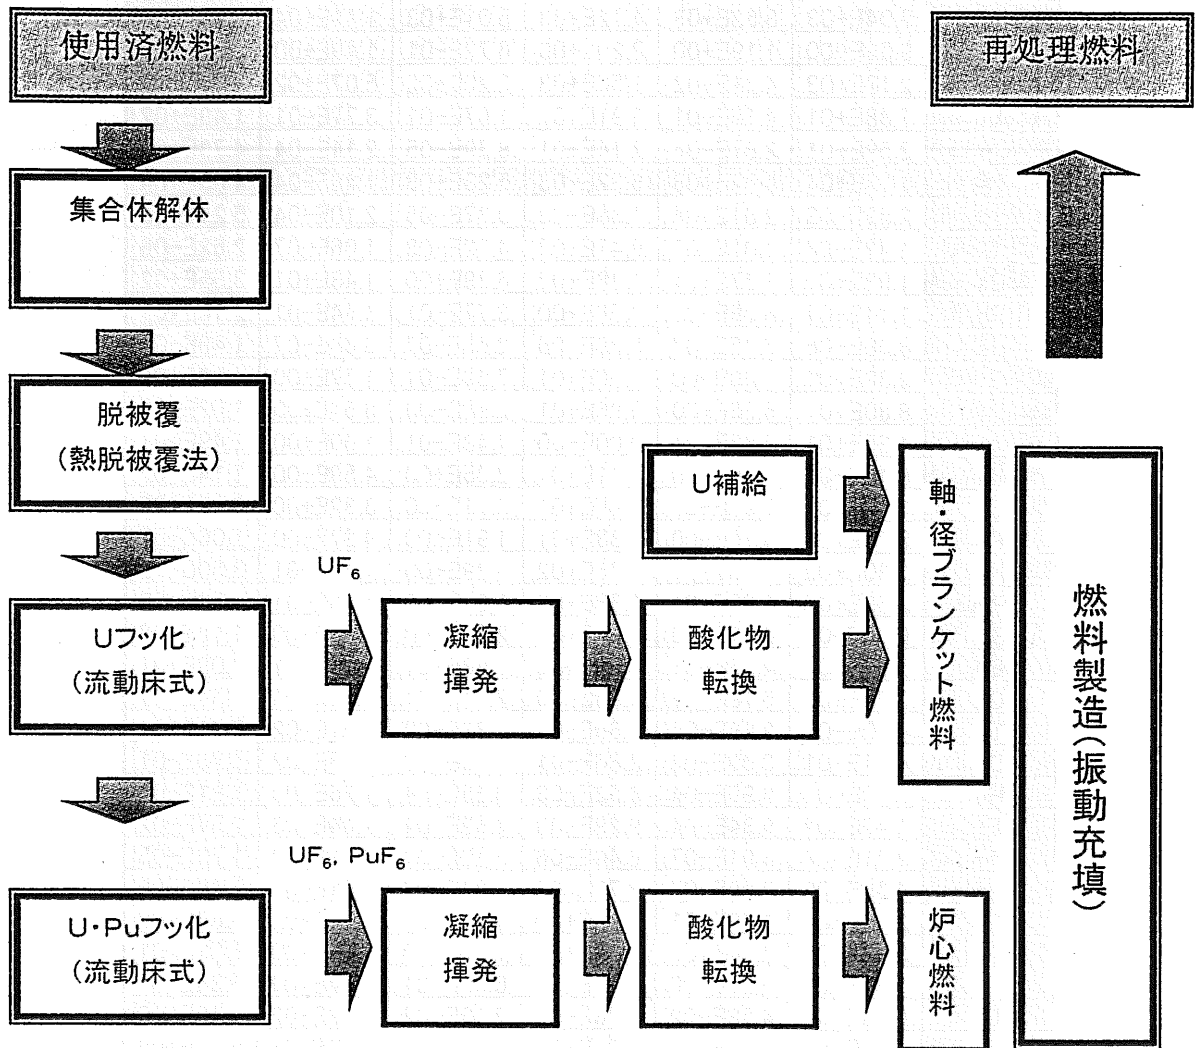 使用済燃料
再処理燃料
集合体解体
脱被覆
(熱脱被覆法)
U補給
軸・径ブランケット燃料
燃料製造(振動充填)
UF₆
Uフッ化
(流動床式)
凝縮
揮発
酸化物
転換
UF₆, PuF₆
U・Puフッ化
(流動床式)
凝縮
揮発
酸化物
転換
炉心燃料